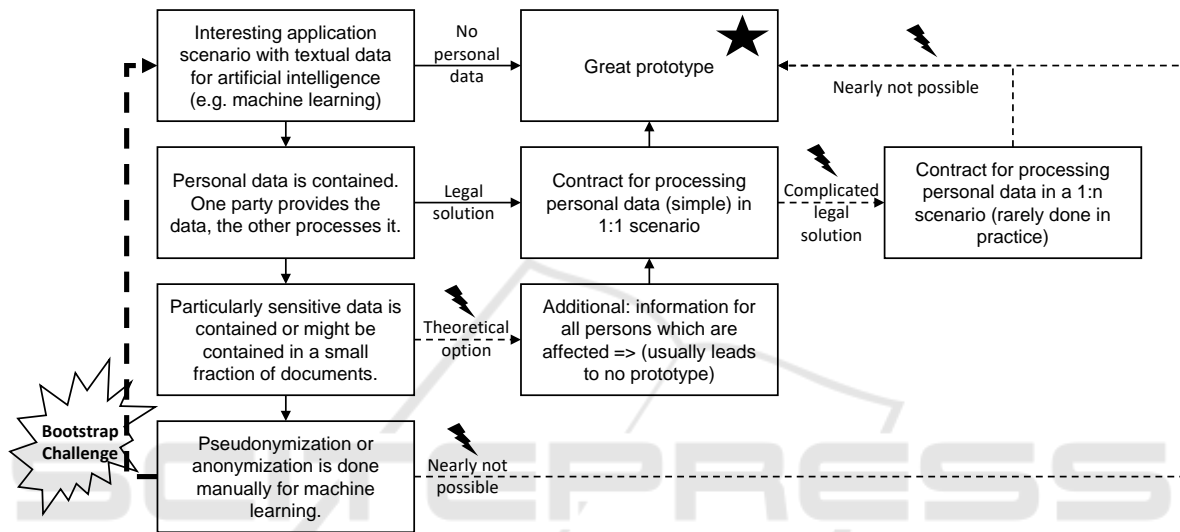 Interesting application
scenario with textual data
for artificial intelligence
(e.g. machine learning)
No
personal
data
Great prototype
Nearly not possible
Personal data is contained.
One party provides the
data, the other processes it.
Legal
solution
Contract for processing
personal data (simple) in
1:1 scenario
Complicated
legal
solution
Contract for processing
personal data in a 1:n
scenario (rarely done in
practice)
Particularly sensitive data is
contained or might be
contained in a small
fraction of documents.
Theoretical
option
Additional: information for
all persons which are
affected => (usually leads
to no prototype)
Bootstrap
Challenge
Pseudonymization or
anonymization is done
manually for machine
learning.
Nearly not
possible
SCITEPRESS